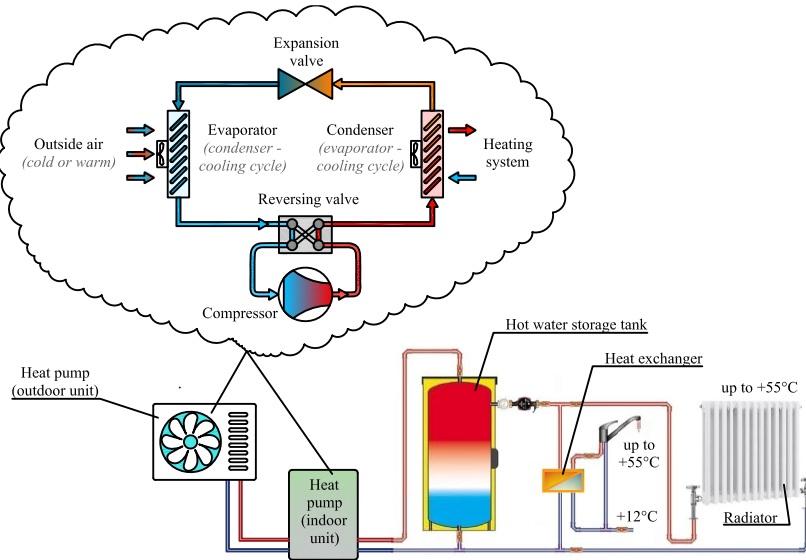 Expansion
valve
Outside air
(cold or warm)
Evaporator
(condenser -
cooling cycle)
Condenser
(evaporator -
cooling cycle)
Heating
system
Reversing valve
Compressor
Hot water storage tank
Heat exchanger
Heat pump
(outdoor unit)
up to +55°C
up to
+55°C
Heat
pump
(indoor
unit)
+12°C
Radiator